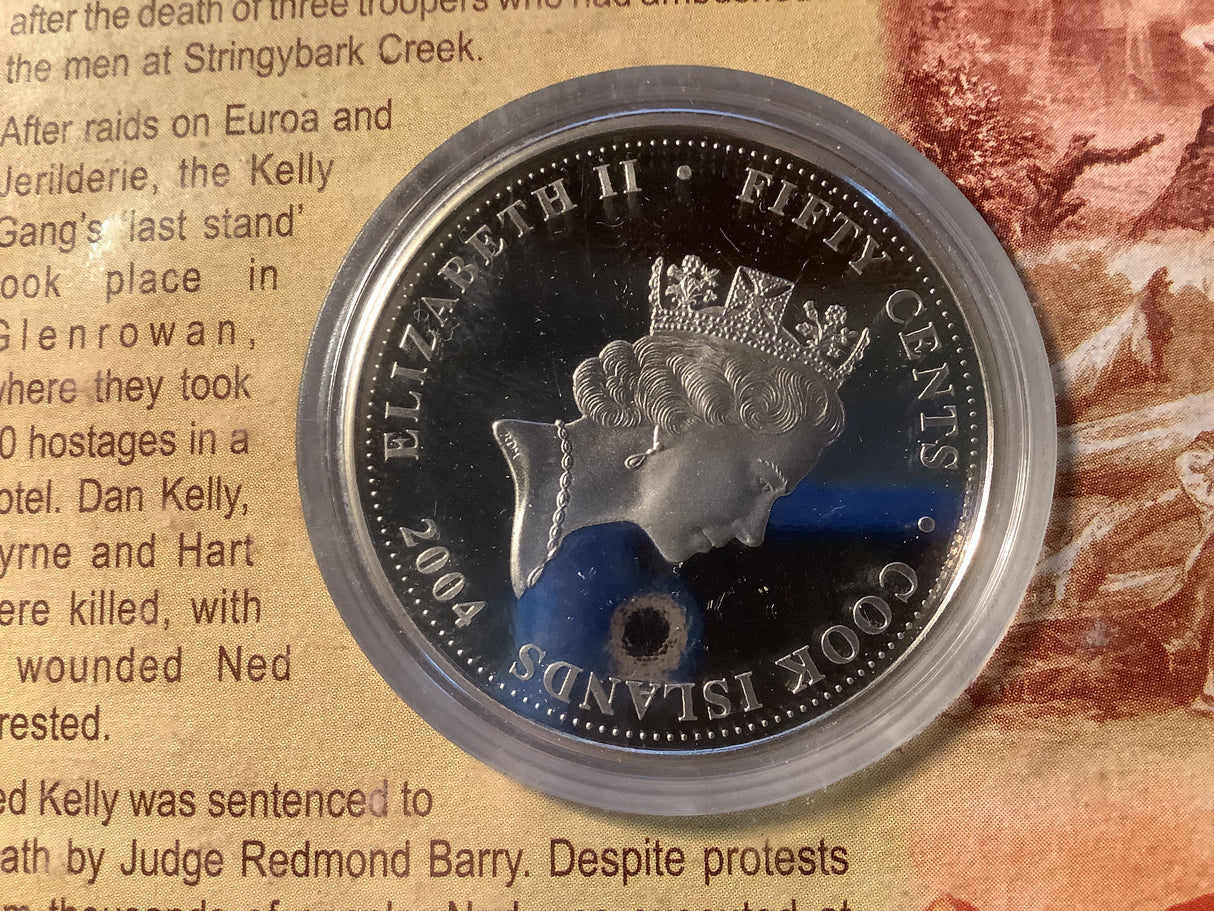 after the death of three troopers who had ambushed
the men at Stringybark Creek.
After raids on Euroa and
Jerilderie, the Kelly
Gang's 'last stand'
ook place in
Glenrowan,
where they took
0 hostages in a
otel. Dan Kelly,
yrne and Hart
ere killed, with
wounded Ned
rested.
ed Kelly was sentenced to
ath by Judge Redmond Barry. Despite protests
ELIZABETH II • FIFTY CENTS • COOK ISLANDS
2004